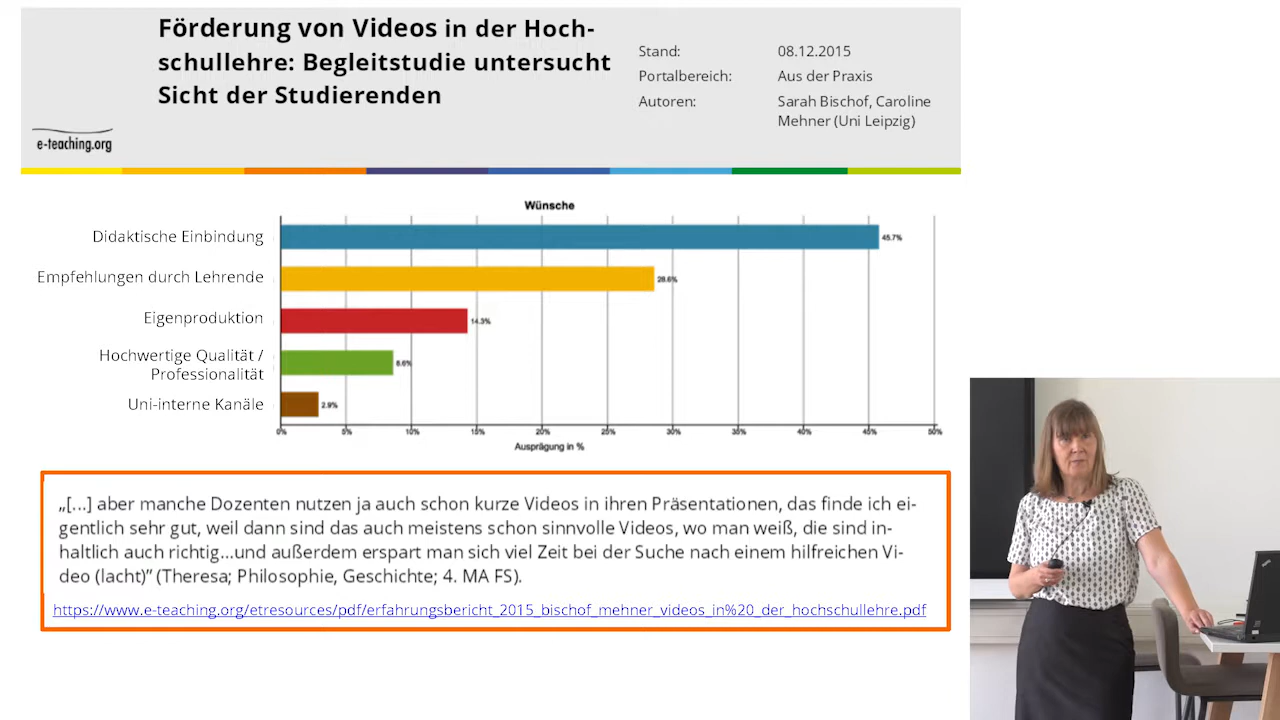 Förderung von Videos in der Hoch-
schullehre: Begleitstudie untersucht
Sicht der Studierenden
Stand: 08.12.2015
Portalbereich: Aus der Praxis
Autoren: Sarah Bischof, Caroline
Mehner (Uni Leipzig)
e-teaching.org
Wünsche
Didaktische Einbindung 45.7%
Empfehlungen durch Lehrende 28.6%
Eigenproduktion 14.3%
Hochwertige Qualität /
Professionalität 8.6%
Uni-interne Kanäle 2.9%
0% 5% 10% 15% 20% 25% 30% 35% 40% 45% 50%
Ausprägung in %
„[...] aber manche Dozenten nutzen ja auch schon kurze Videos in ihren Präsentationen, das finde ich ei-
gentlich sehr gut, weil dann sind das auch meistens schon sinnvolle Videos, wo man weiß, die sind in-
haltlich auch richtig...und außerdem erspart man sich viel Zeit bei der Suche nach einem hilfreichen Vi-
deo (lacht)” (Theresa; Philosophie, Geschichte; 4. MA FS).
https://www.e-teaching.org/etresources/pdf/erfahrungsbericht_2015_bischof_mehner_videos_in%20_der_hochschullehre.pdf